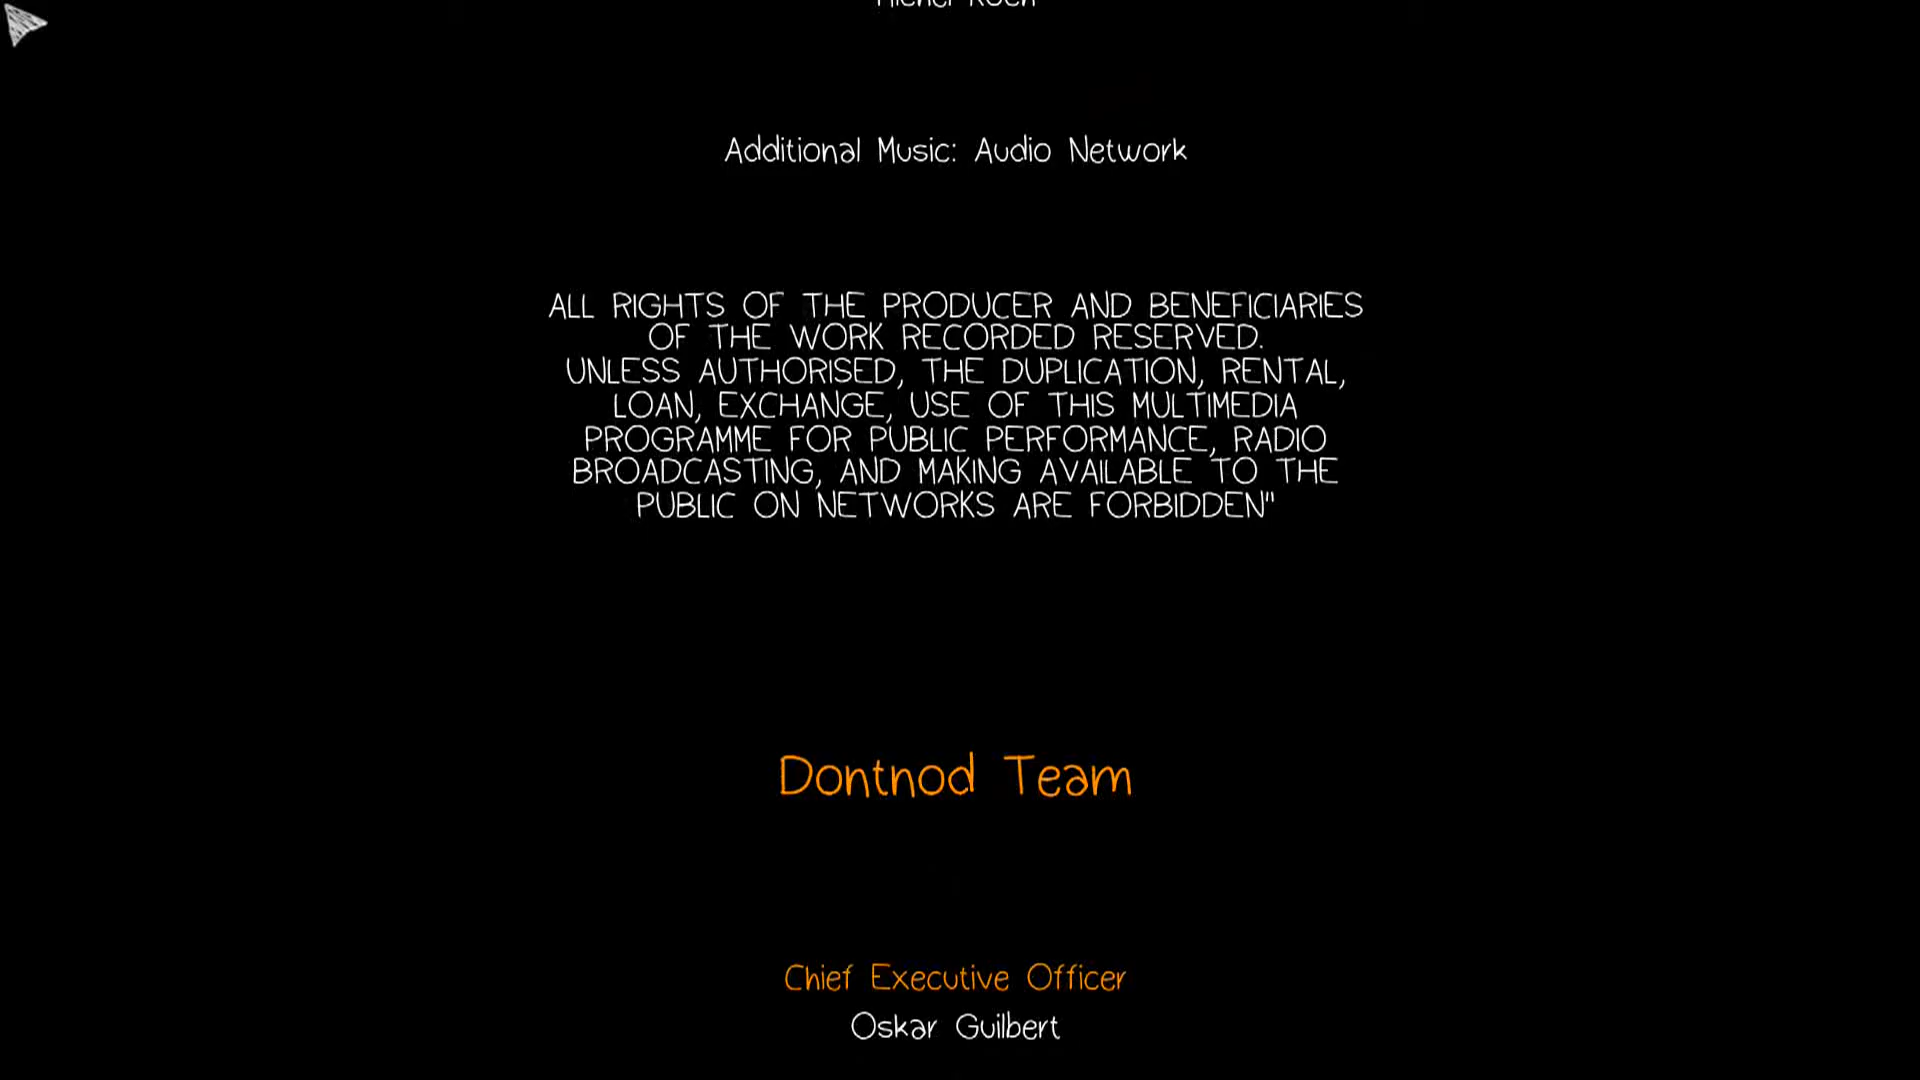 Additional Music: Audio Network
ALL RIGHTS OF THE PRODUCER AND BENEFICIARIES
OF THE WORK RECORDED RESERVED.
UNLESS AUTHORISED, THE DUPLICATION, RENTAL,
LOAN, EXCHANGE, USE OF THIS MULTIMEDIA
PROGRAMME FOR PUBLIC PERFORMANCE, RADIO
BROADCASTING, AND MAKING AVAILABLE TO THE
PUBLIC ON NETWORKS ARE FORBIDDEN"
Dontnod Team
Chief Executive Officer
Oskar Guilbert